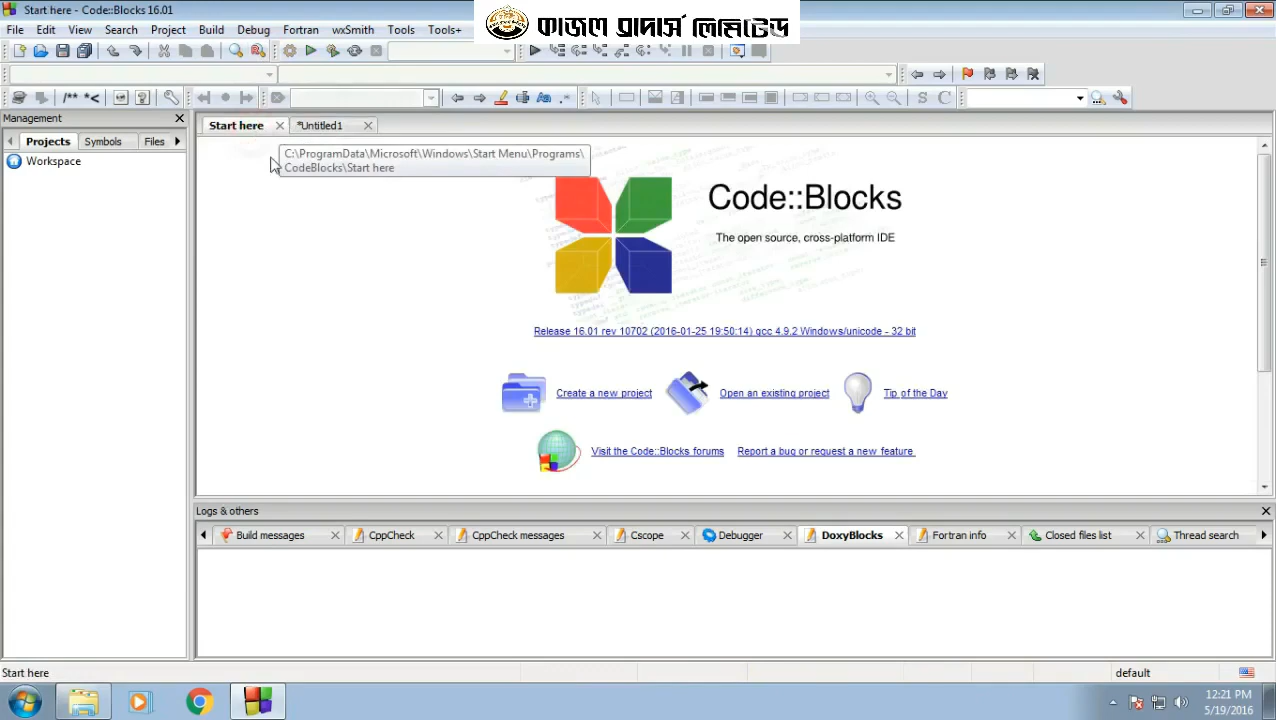 Start here - Code::Blocks 16.01
কাজল ব্রাদার্স লিমিটেড
File Edit View Search Project Build Debug Fortran wxSmith Tools Tools+
/** *<
S C
Management
Start here *Untitled1
Projects Symbols Files
Workspace
C:\ProgramData\Microsoft\Windows\Start Menu\Programs\
CodeBlocks\Start here
Code::Blocks
The open source, cross-platform IDE
Release 16.01 rev 10702 (2016-01-25 19:50:14) gcc 4.9.2 Windows/unicode - 32 bit
Create a new project Open an existing project Tip of the Day
Visit the Code::Blocks forums Report a bug or request a new feature
Logs & others
Build messages CppCheck CppCheck messages Cscope Debugger DoxyBlocks Fortran info Closed files list Thread search
Start here default
12:21 PM
5/19/2016